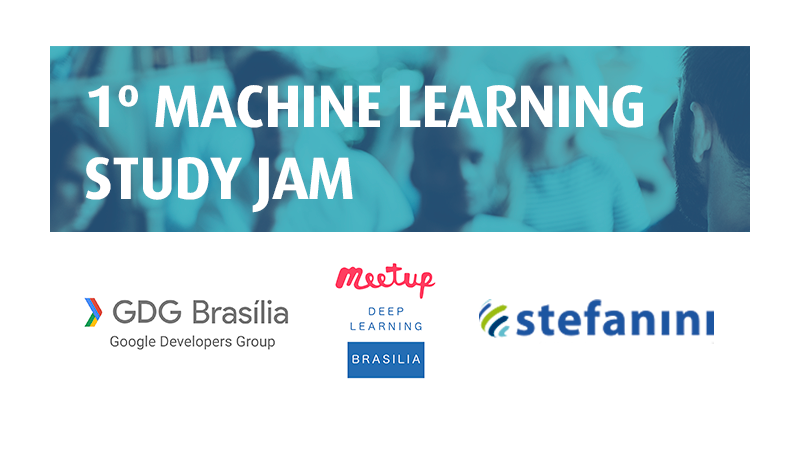 1º MACHINE LEARNING
STUDY JAM
GDG Brasília
Google Developers Group
meetup
DEEP
LEARNING
BRASILIA
stefanini